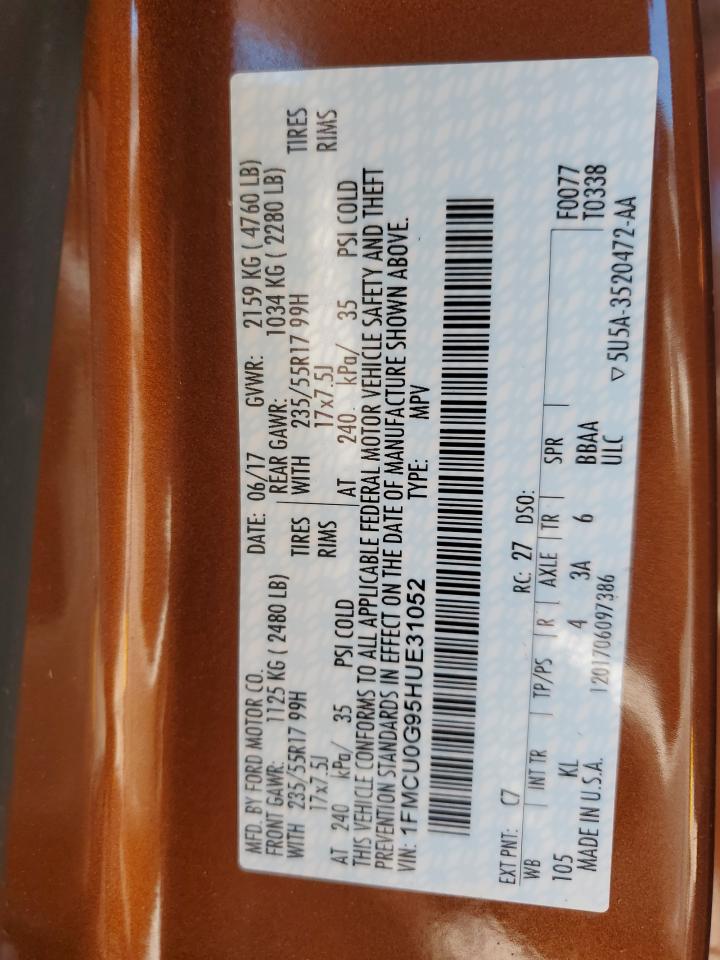 MFD. BY FORD MOTOR CO. DATE: 06/17 GVWR: 2159 KG ( 4760 LB)
FRONT GAWR: 1125 KG ( 2480 LB) REAR GAWR: 1034 KG ( 2280 LB)
WITH 235/55R17 99H TIRES WITH 235/55R17 99H TIRES
17x7.5J RIMS 17x7.5J RIMS
AT 240 kPa/ 35 PSI COLD AT 240 kPa/ 35 PSI COLD
THIS VEHICLE CONFORMS TO ALL APPLICABLE FEDERAL MOTOR VEHICLE SAFETY AND THEFT
PREVENTION STANDARDS IN EFFECT ON THE DATE OF MANUFACTURE SHOWN ABOVE.
VIN: 1FMCU0G95HUE31052 TYPE: MPV
EXT PNT: C7 RC: 27 DSO:
WB INT TR TP/PS R AXLE TR SPR F0077
105 KL 4 3A 6 BBAA T0338
MADE IN U.S.A. 1201706097386 ULC ▽5U5A-3520472-AA